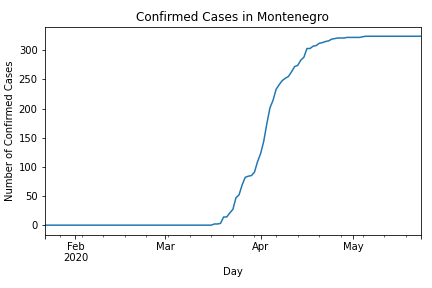 Confirmed Cases in Montenegro
Number of Confirmed Cases
300
250
200
150
100
50
0
Feb
2020
Mar
Apr
May
Day